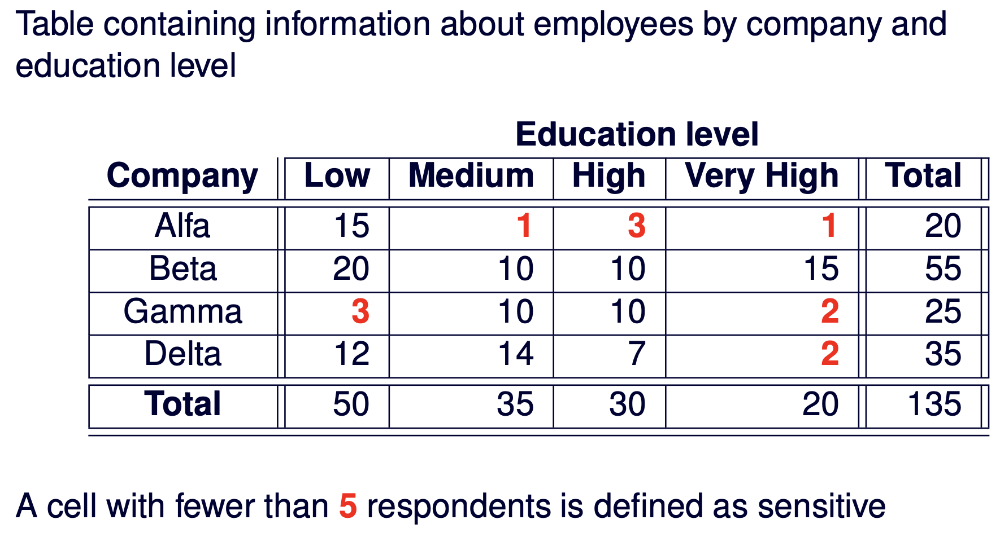 Table containing information about employees by company and
education level
Education level
Company Low Medium High Very High Total
Alfa 15 1 3 1 20
Beta 20 10 10 15 55
Gamma 3 10 10 2 25
Delta 12 14 7 2 35
Total 50 35 30 20 135
A cell with fewer than 5 respondents is defined as sensitive